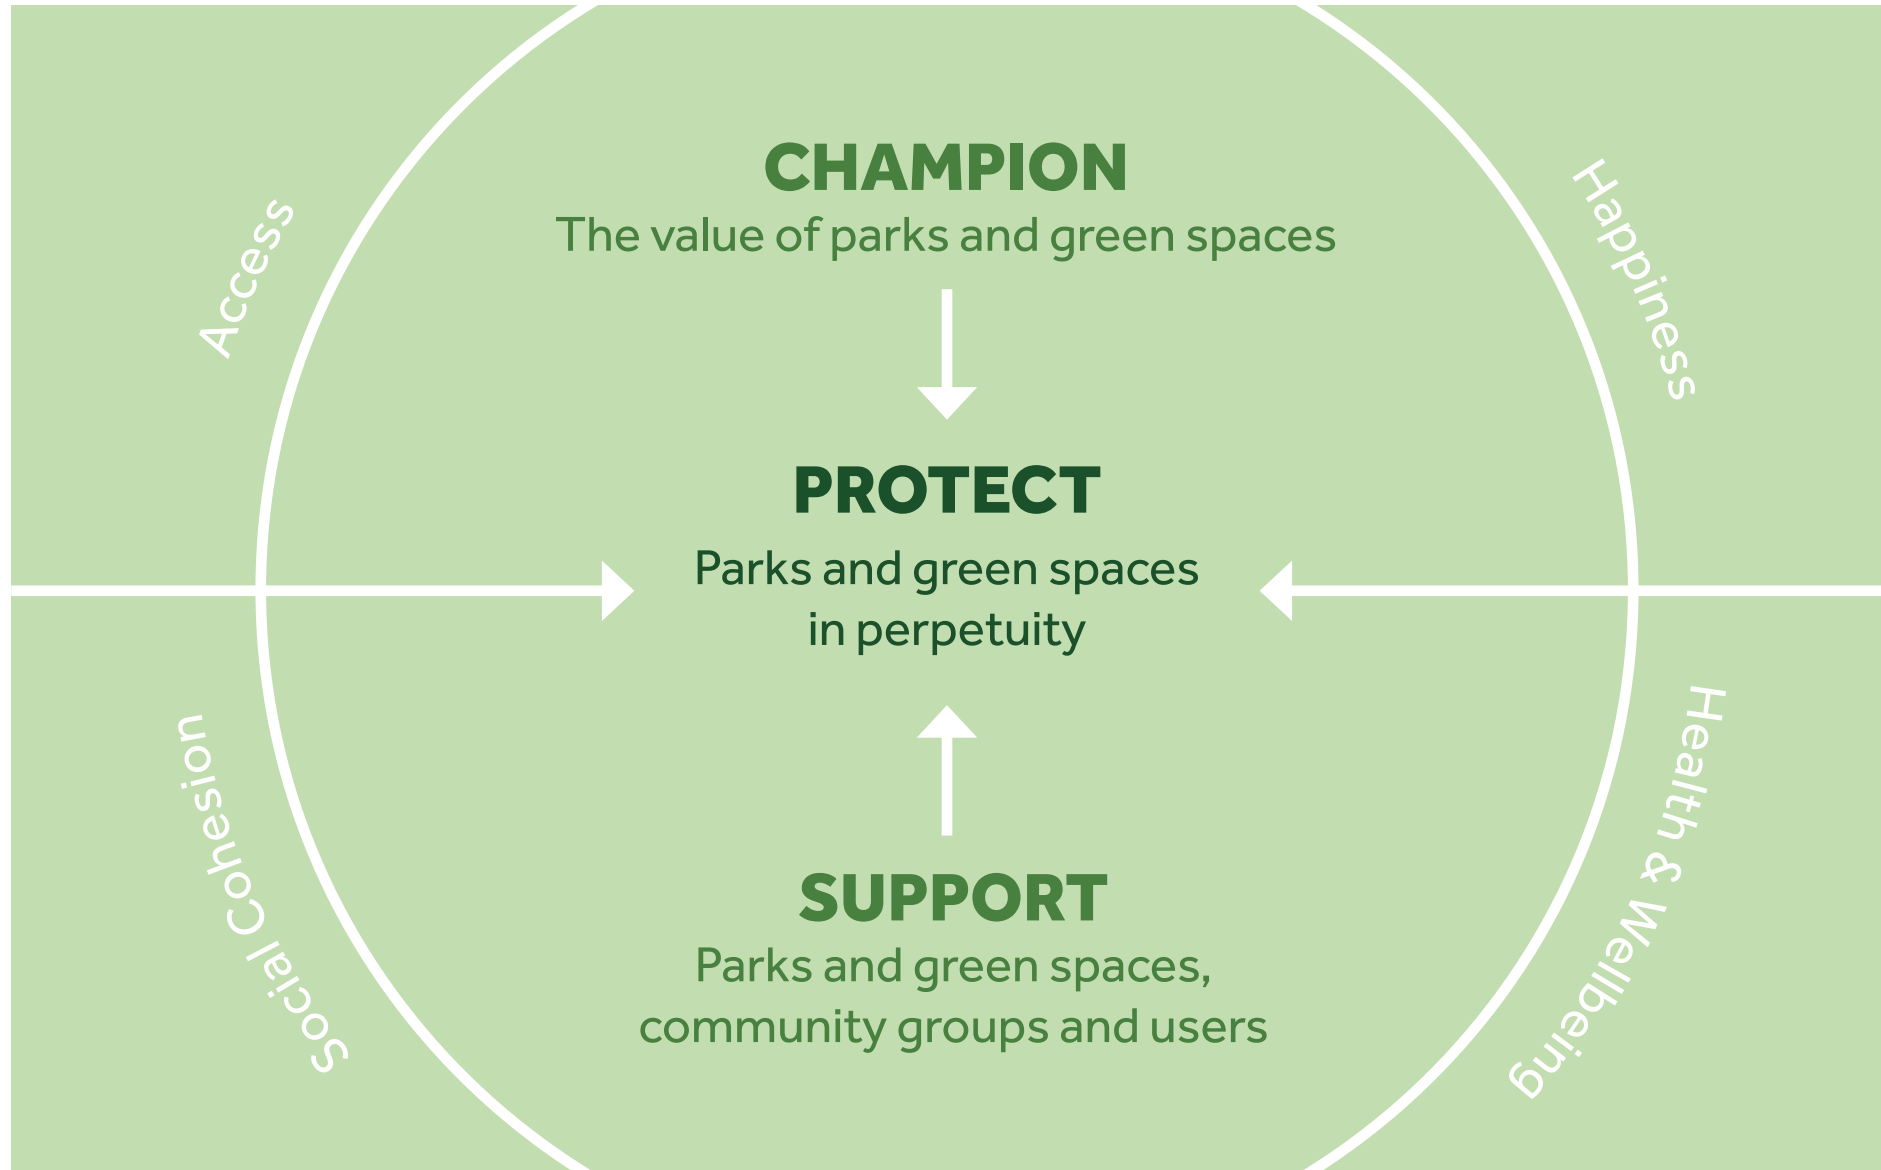 CHAMPION
The value of parks and green spaces
Access
Happiness
PROTECT
Parks and green spaces
in perpetuity
Social Cohesion
Health & Wellbeing
SUPPORT
Parks and green spaces,
community groups and users